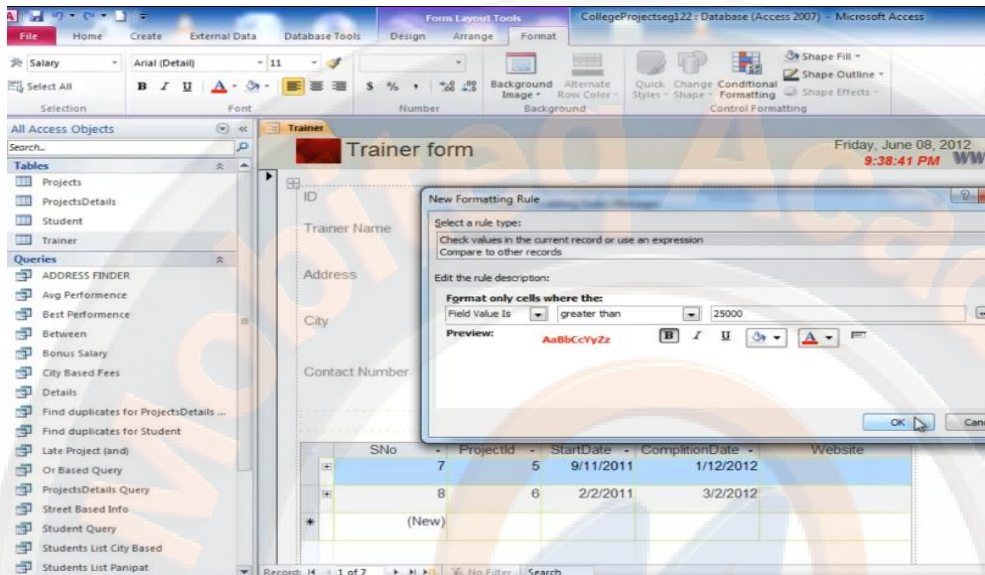 Form Layout Tools
CollegeProjectseg122 : Database (Access 2007) - Microsoft Access
File Home Create External Data Database Tools Design Arrange Format
Salary Arial (Detail) 11 Shape Fill
Select All B I U A $ % , Background Image Alternate Row Color Quick Styles Change Shape Conditional Formatting Shape Outline
Shape Effects
Selection Font Number Background Control Formatting
All Access Objects
Search...
Tables
Projects
ProjectsDetails
Student
Trainer
Queries
ADDRESS FINDER
Avg Performence
Best Performence
Between
Bonus Salary
City Based Fees
Details
Find duplicates for ProjectsDetails ...
Find duplicates for Student
Late Project (and)
Or Based Query
ProjectsDetails Query
Street Based Info
Student Query
Students List City Based
Students List Panipat
Trainer
Trainer form
Friday, June 08, 2012
9:38:41 PM
WW
ID
Trainer Name
Address
City
Contact Number
New Formatting Rule
Select a rule type:
Check values in the current record or use an expression
Compare to other records
Edit the rule description:
Format only cells where the:
Field Value Is greater than 25000
Preview: AaBbCcYyZz B I U A
OK Canc
SNo ProjectId StartDate ComplitionDate Website
7 5 9/11/2011 1/12/2012
8 6 2/2/2011 3/2/2012
(New)
Record: 1 of 7 No Filter Search